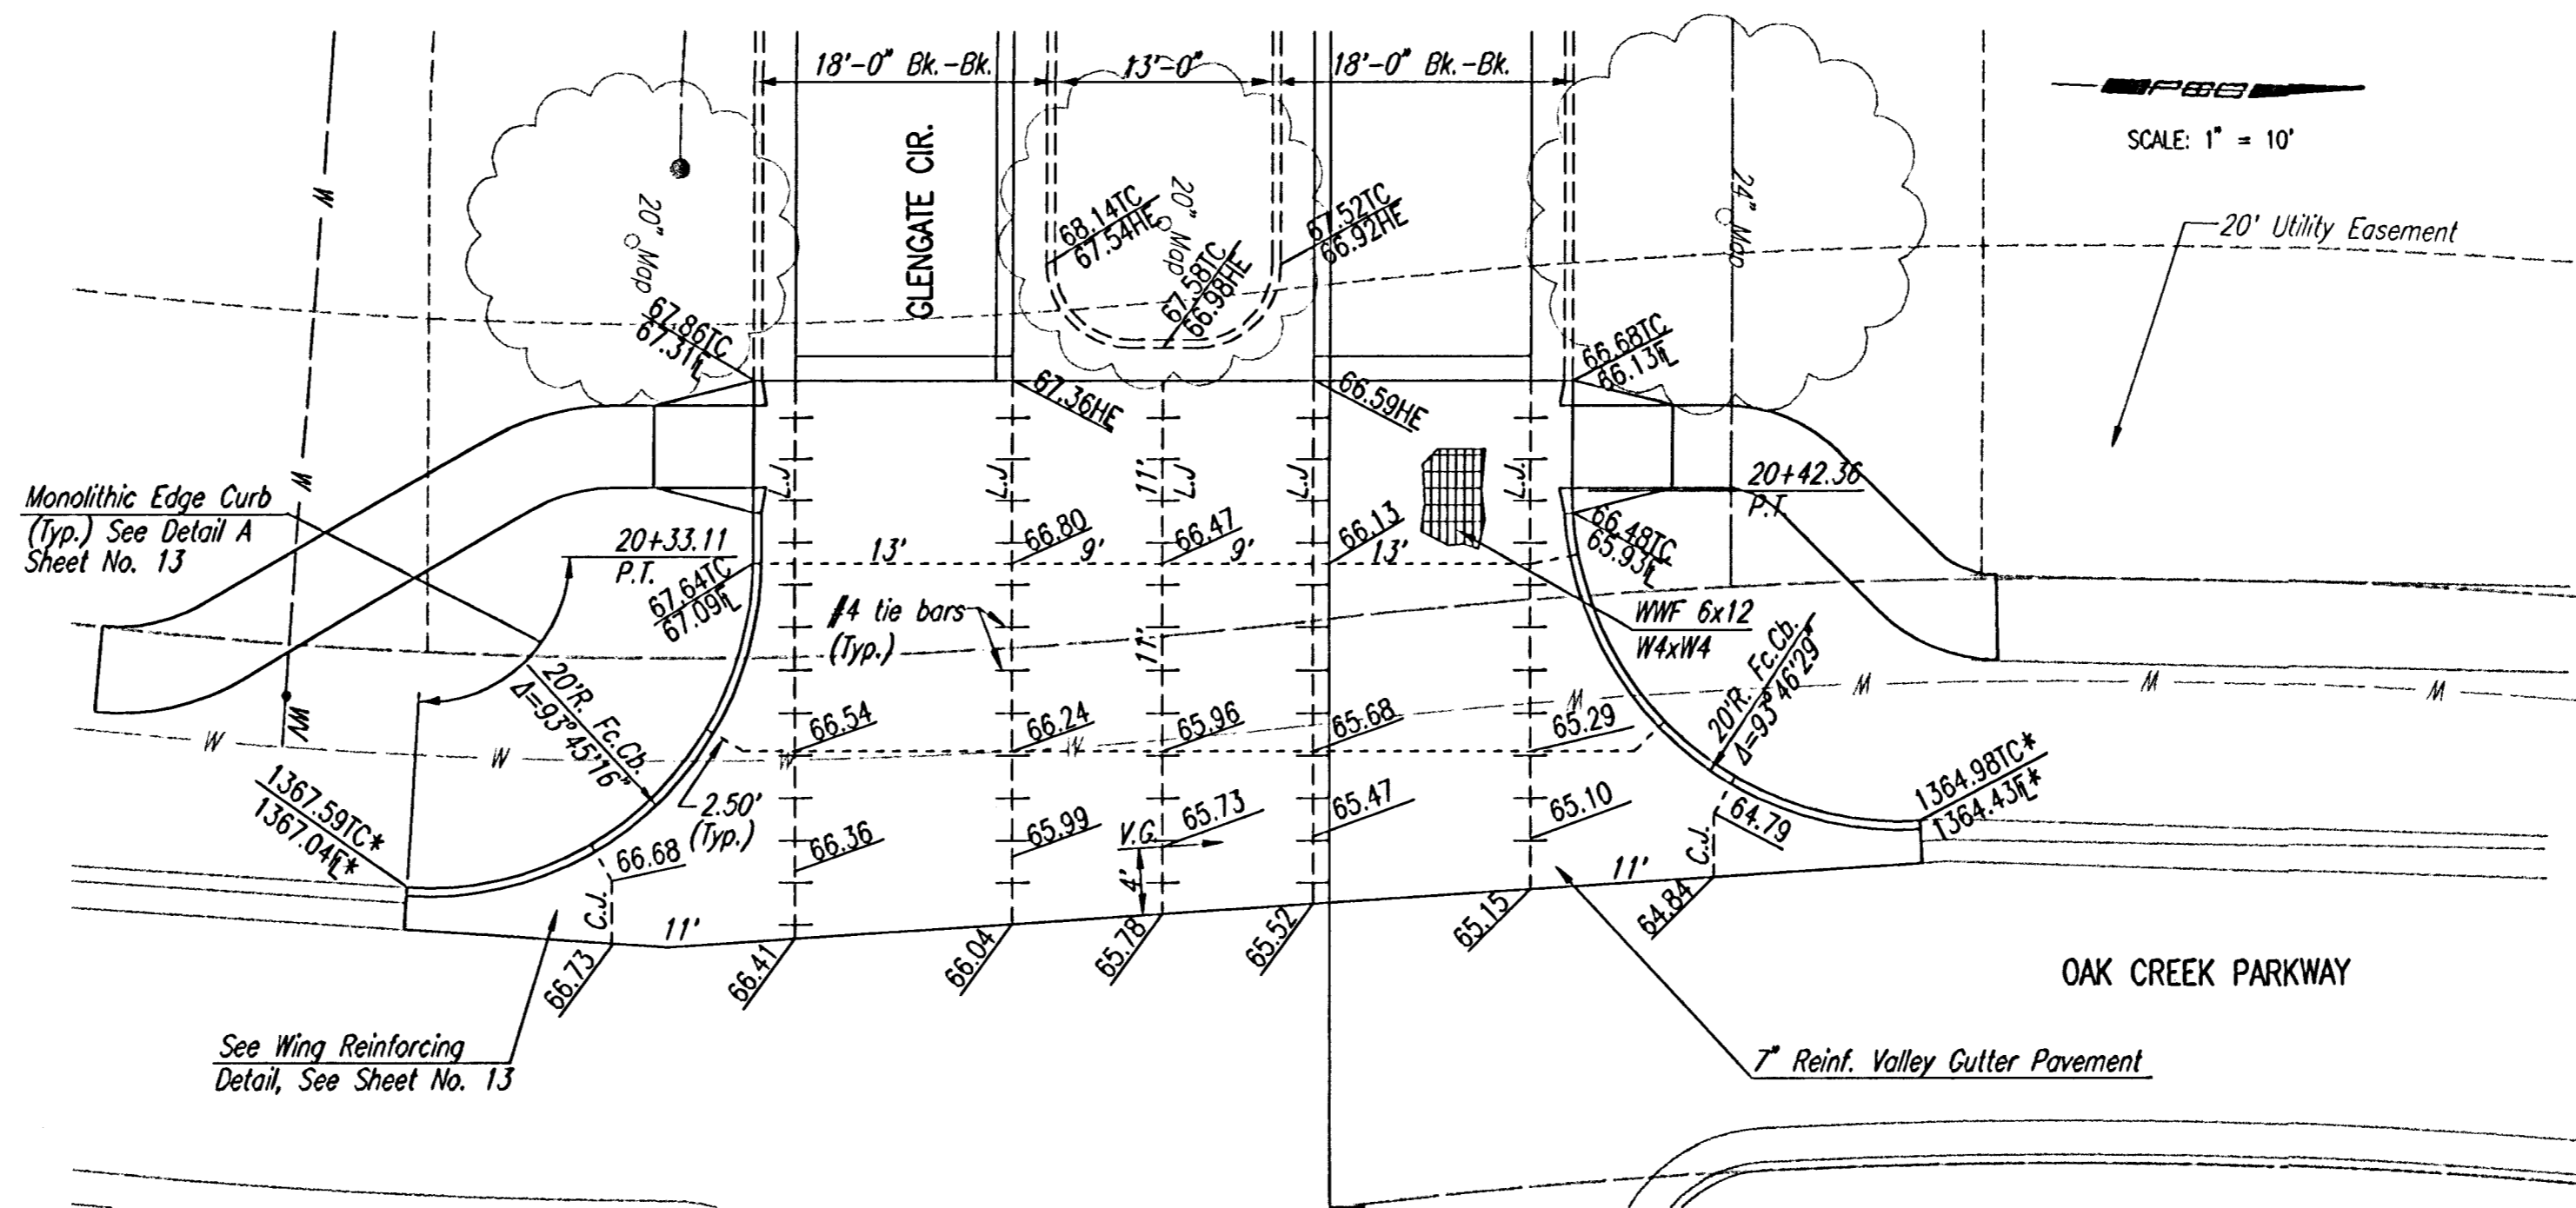 18'-0" Bk.-Bk.
13'-0"
18'-0" Bk.-Bk.
SCALE: 1" = 10'
20' Utility Easement
GLENGATE CIR.
20" Map
20" Map
24" Map
68.14TC
67.54HE
67.52TC
66.92HE
67.58TC
66.98HE
67.86TC
67.31℄
66.68TC
66.13℄
67.36HE
66.59HE
W
W
W
L.J.
L.J.
11'
L.J.
L.J.
L.J.
Monolithic Edge Curb
(Typ.) See Detail A
Sheet No. 13
20+33.11
P.T.
67.64TC
67.09℄
20+42.36
P.T.
66.48TC
65.93℄
13'
66.80
9'
66.47
9'
66.13
13'
#4 tie bars
(Typ.)
11'
WWF 6x12
W4xW4
20'R. Fc.Cb.
Δ=93°45'16"
20'R. Fc.Cb.
Δ=93°46'29"
M
M
M
M
WV
W
W
W
W
66.54
66.24
65.96
65.68
65.29
1367.59TC*
1367.04℄*
1364.98TC*
1364.43℄*
2.50'
(Typ.)
66.68
66.36
65.99
V.G.
65.73
65.47
65.10
64.79
4'
C.J.
C.J.
11'
11'
66.73
66.41
66.04
65.78
65.52
65.15
64.84
OAK CREEK PARKWAY
See Wing Reinforcing
Detail, See Sheet No. 13
7" Reinf. Valley Gutter Pavement